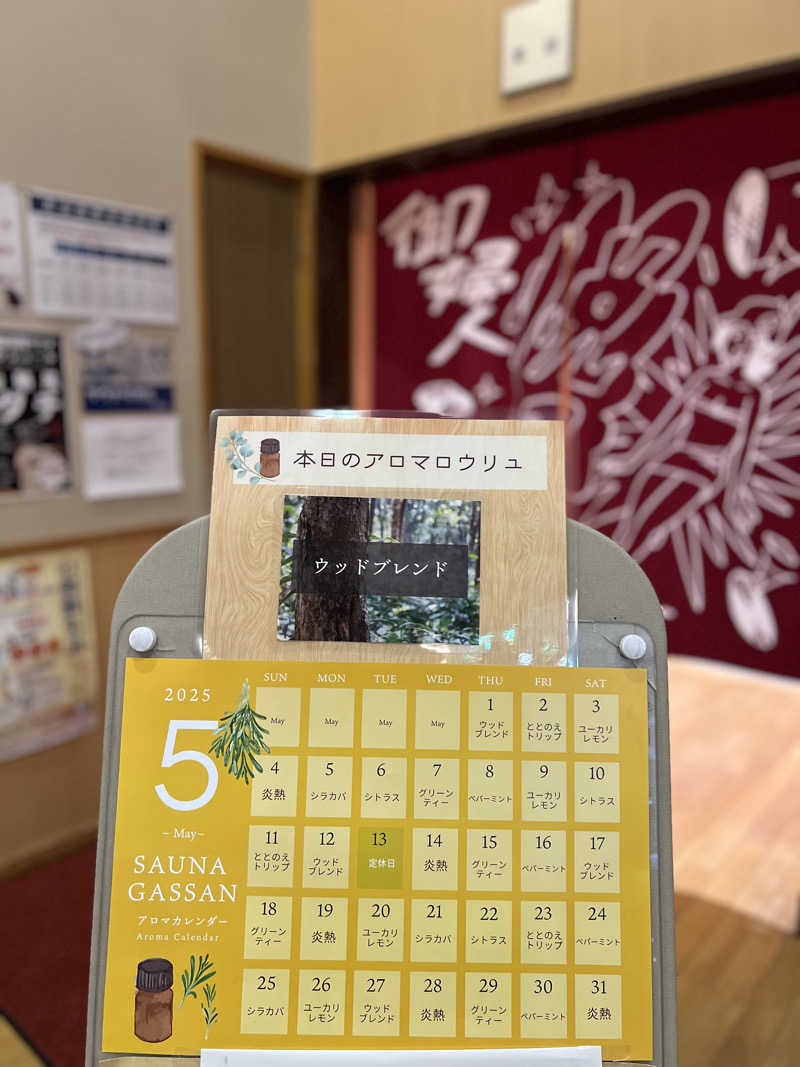 御婦人
本日のアロマロウリュ
ウッドブレンド
2025
5
~ May~
SAUNA
GASSAN
アロマカレンダー
Aroma Calendar
SUN MON TUE WED THU FRI SAT
May May May May 1 2 3
ウッド ととのえ ユーカリ
ブレンド トリップ レモン
4 5 6 7 8 9 10
炎熱 シラカバ シトラス グリーン ペパーミント ユーカリ シトラス
ティー レモン
11 12 13 14 15 16 17
ととのえ ウッド 定休日 炎熱 グリーン ペパーミント ウッド
トリップ ブレンド ティー ブレンド
18 19 20 21 22 23 24
グリーン 炎熱 ユーカリ シラカバ シトラス ととのえ ペパーミント
ティー レモン トリップ
25 26 27 28 29 30 31
シラカバ ユーカリ ウッド 炎熱 グリーン ペパーミント 炎熱
レモン ブレンド ティー